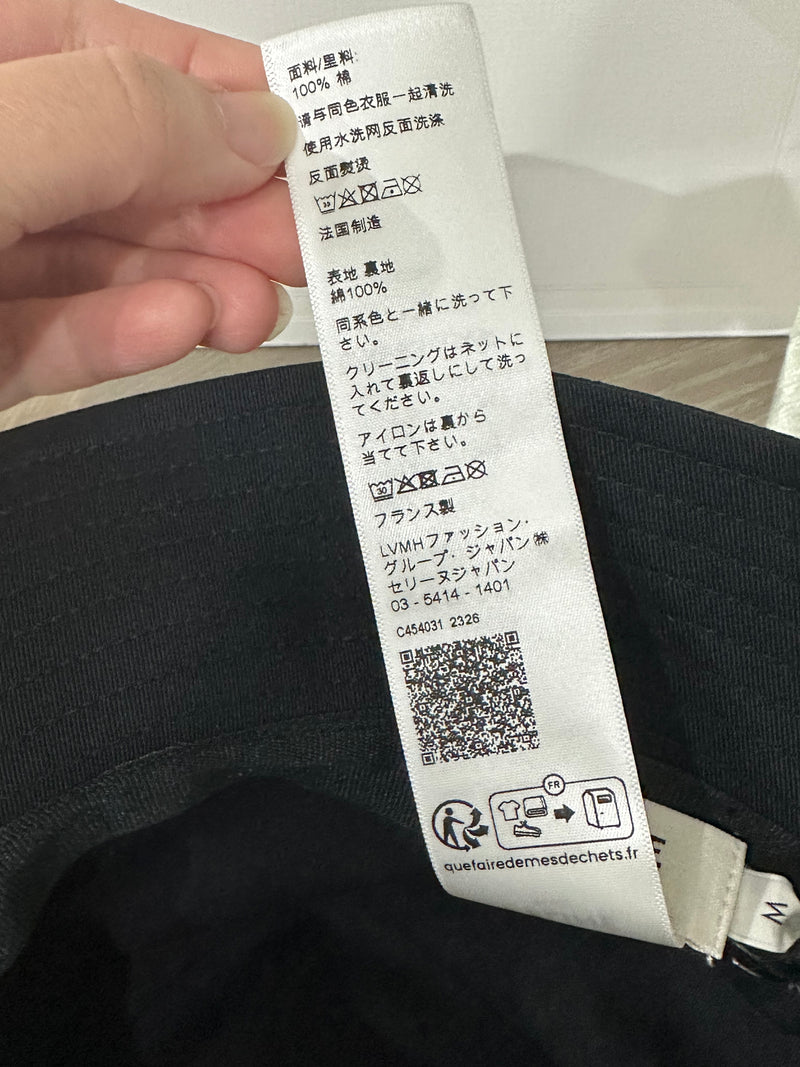 面料/里料:
100% 棉
请与同色衣服一起清洗
使用水洗网反面洗涤
反面熨烫
30
法国制造
表地 裏地
綿100%
同系色と一緒に洗って下
さい。
クリーニングはネットに
入れて裏返しにして洗っ
てください。
アイロンは裏から
当てて下さい。
30
フランス製
LVMHファッション・
グループ・ジャパン㈱
セリーヌジャパン
03 - 5414 - 1401
C454031 2326
FR
quefairedemesdechets.fr
E
M